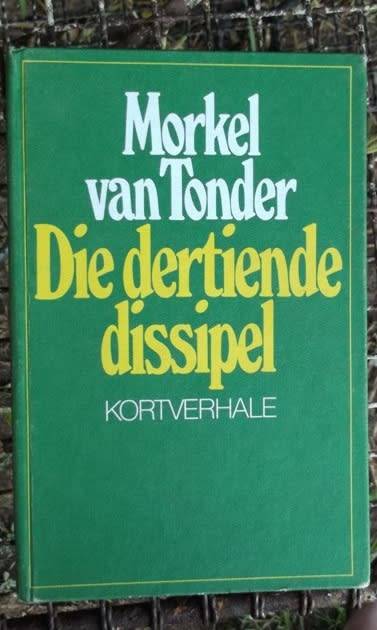 Morkel
van Tonder
Die dertiende
dissipel
KORTVERHALE